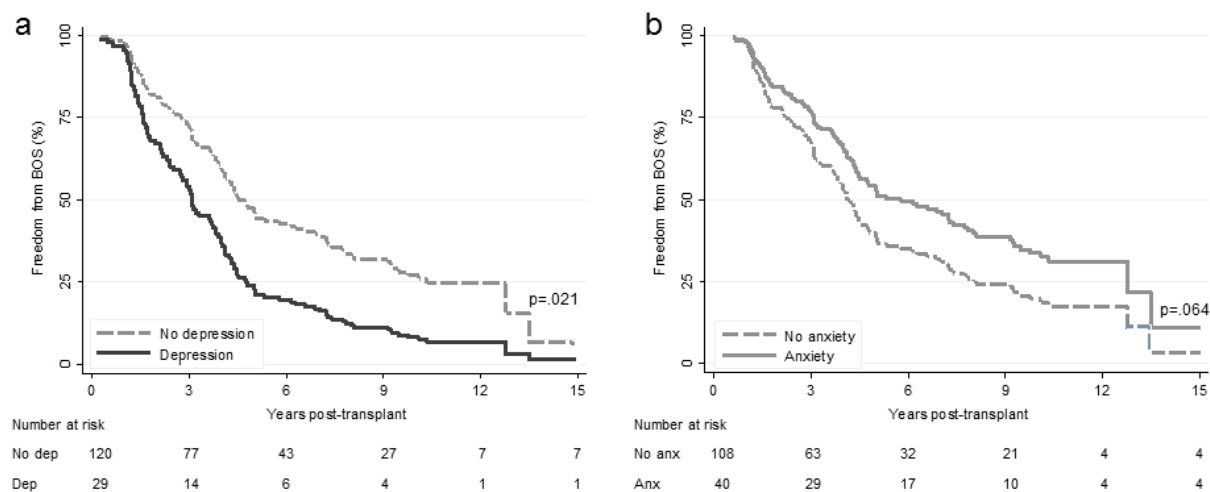 a
100
75
50
25
0
Freedom from BOS (%)
p=.021
No depression
Depression
0 3 6 9 12 15
Years post-transplant
Number at risk
No dep 120 77 43 27 7 7
Dep 29 14 6 4 1 1
b
100
75
50
25
0
Freedom from BOS (%)
p=.064
No anxiety
Anxiety
0 3 6 9 12 15
Years post-transplant
Number at risk
No anx 108 63 32 21 4 4
Anx 40 29 17 10 4 4